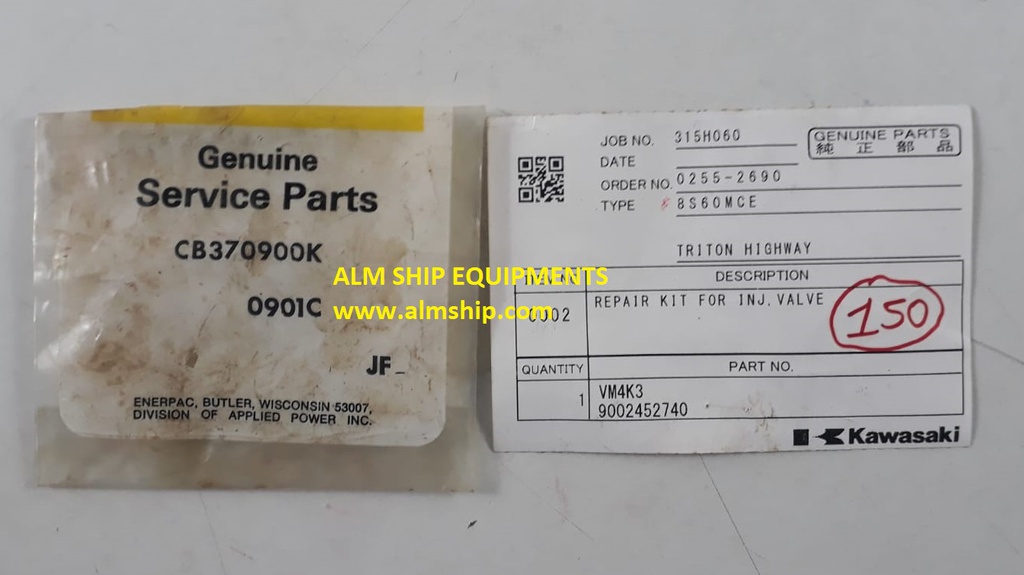 Genuine
Service Parts
CB370900K
0901C
JF_
ENERPAC, BUTLER, WISCONSIN 53007,
DIVISION OF APPLIED POWER INC.
ALM SHIP EQUIPMENTS
www.almship.com
JOB NO. 315H060
GENUINE PARTS
純正部品
DATE
ORDER NO. 0255-2690
TYPE 8S60MCE
TRITON HIGHWAY
DESCRIPTION
0002 REPAIR KIT FOR INJ. VALVE
150
QUANTITY PART NO.
1 VM4K3
9002452740
Kawasaki